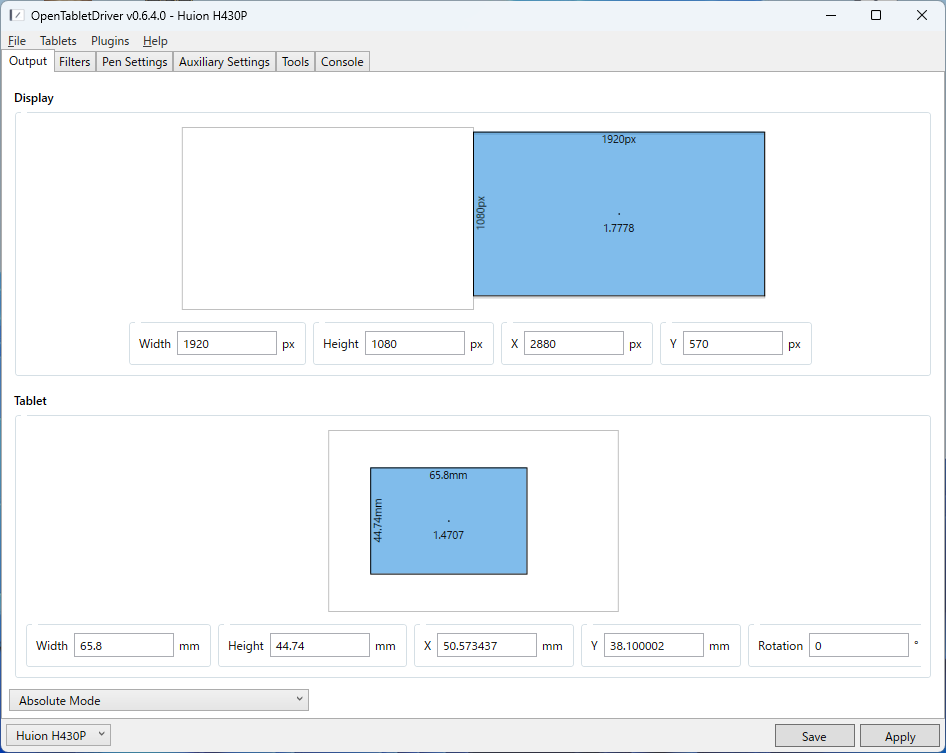 OpenTabletDriver v0.6.4.0 - Huion H430P
File Tablets Plugins Help
Output Filters Pen Settings Auxiliary Settings Tools Console
Display
1920px
1080px
1.7778
Width 1920 px Height 1080 px X 2880 px Y 570 px
Tablet
65.8mm
44.74mm
1.4707
Width 65.8 mm Height 44.74 mm X 50.573437 mm Y 38.100002 mm Rotation 0 °
Absolute Mode
Huion H430P Save Apply